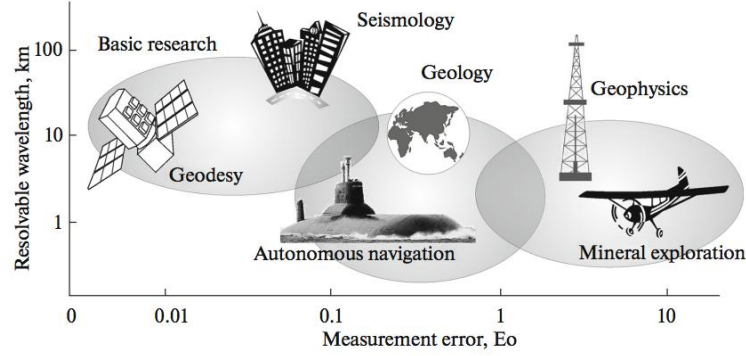 Seismology
Basic research
Geology
Geophysics
Geodesy
Autonomous navigation
Mineral exploration
Resolvable wavelength, km
100
10
1
0
0.01
0.1
1
10
Measurement error, Eo